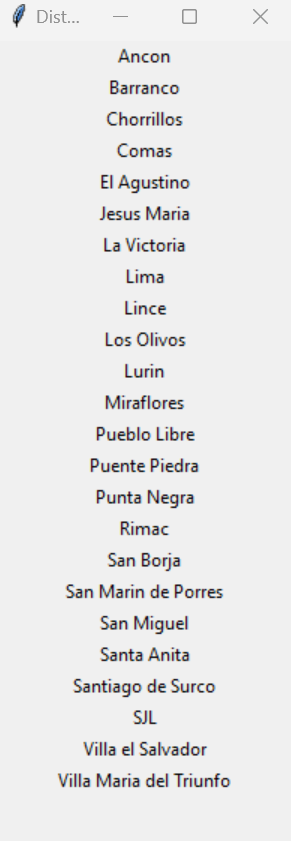 Dist...
Ancon
Barranco
Chorrillos
Comas
El Agustino
Jesus Maria
La Victoria
Lima
Lince
Los Olivos
Lurin
Miraflores
Pueblo Libre
Puente Piedra
Punta Negra
Rimac
San Borja
San Marin de Porres
San Miguel
Santa Anita
Santiago de Surco
SJL
Villa el Salvador
Villa Maria del Triunfo